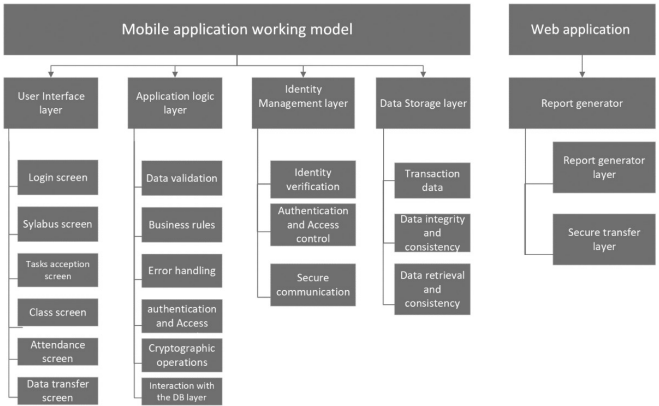 Mobile application working model
Web application
User Interface
layer
Application logic
layer
Identity
Management layer
Data Storage layer
Report generator
Login screen
Sylabus screen
Tasks acception
screen
Class screen
Attendance
screen
Data transfer
screen
Data validation
Business rules
Error handling
authentication
and Access
Cryptographic
operations
Interaction with
the DB layer
Identity
verification
Authentication
and Access
control
Secure
communication
Transaction
data
Data integrity
and
consistency
Data retrieval
and
consistency
Report generator
layer
Secure transfer
layer